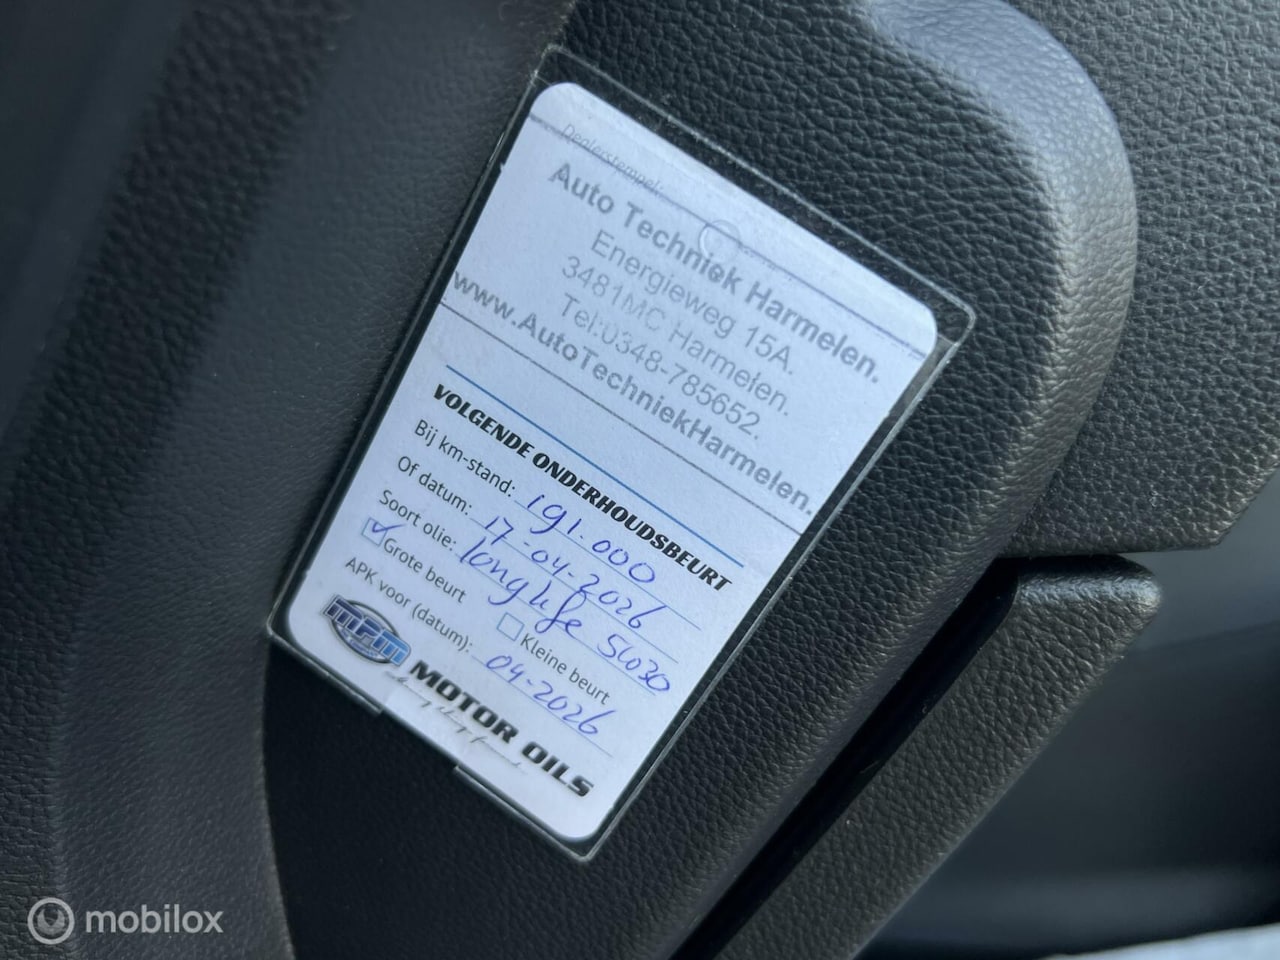 Dealerstempel:
Auto Techniek Harmelen.
Energieweg 15A.
3481MC Harmelen.
Tel:0348-785652.
www.AutoTechniekHarmelen.
VOLGENDE ONDERHOUDSBEURT
Bij km-stand: 191.000
Of datum: 17-04-2026
Soort olie: longlife 5w30
Grote beurt Kleine beurt
APK voor (datum): 04-2026
MPM
MOTOR OILS
mobilox